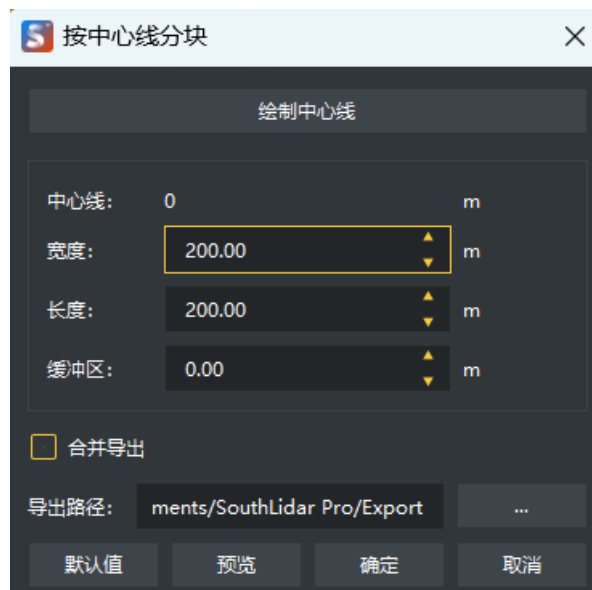 按中心线分块
绘制中心线
中心线: 0 m
宽度: 200.00 m
长度: 200.00 m
缓冲区: 0.00 m
合并导出
导出路径: ments/SouthLidar Pro/Export ...
默认值 预览 确定 取消